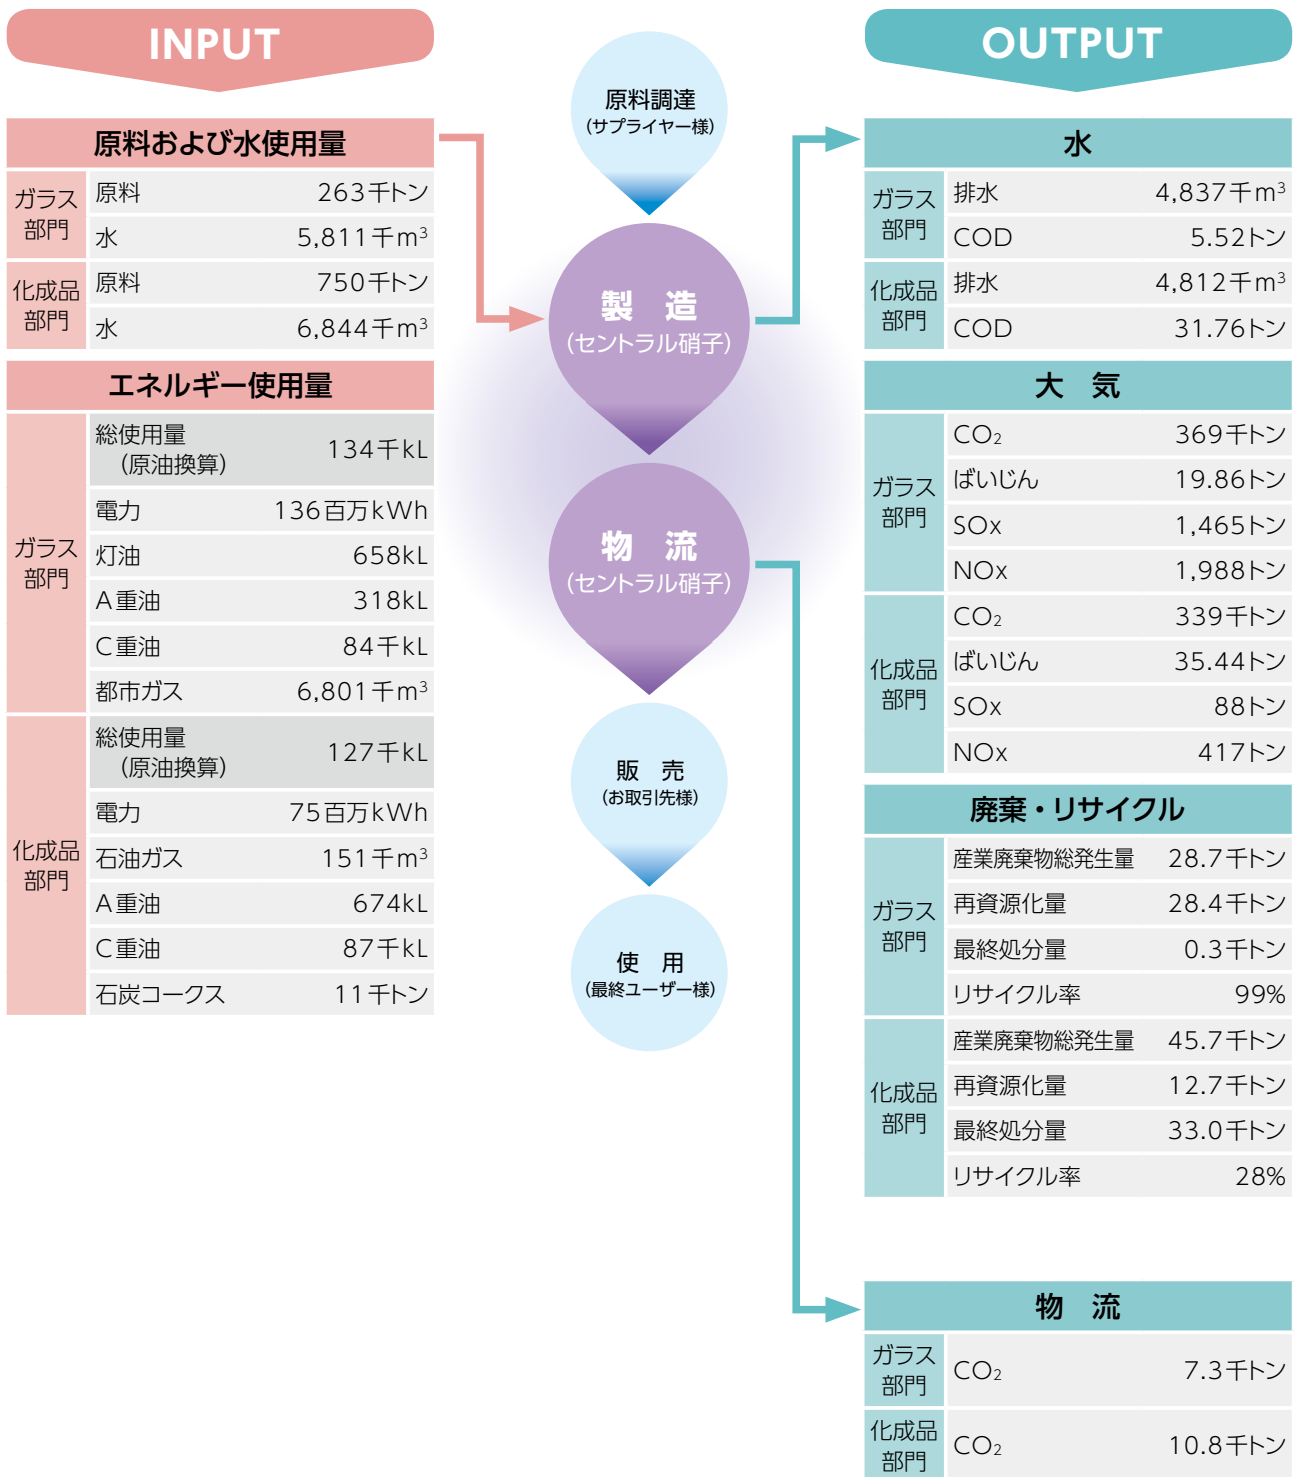 INPUT
原料および水使用量
ガラス
部門
原料 263千トン
水 5,811千m³
化成品
部門
原料 750千トン
水 6,844千m³
エネルギー使用量
ガラス
部門
総使用量
(原油換算) 134千kL
電力 136百万kWh
灯油 658kL
A重油 318kL
C重油 84千kL
都市ガス 6,801千m³
化成品
部門
総使用量
(原油換算) 127千kL
電力 75百万kWh
石油ガス 151千m³
A重油 674kL
C重油 87千kL
石炭コークス 11千トン
原料調達
(サプライヤー様)
製 造
(セントラル硝子)
物 流
(セントラル硝子)
販 売
(お取引先様)
使 用
(最終ユーザー様)
OUTPUT
水
ガラス
部門
排水 4,837千m³
COD 5.52トン
化成品
部門
排水 4,812千m³
COD 31.76トン
大 気
ガラス
部門
CO₂ 369千トン
ばいじん 19.86トン
SOx 1,465トン
NOx 1,988トン
化成品
部門
CO₂ 339千トン
ばいじん 35.44トン
SOx 88トン
NOx 417トン
廃棄・リサイクル
ガラス
部門
産業廃棄物総発生量 28.7千トン
再資源化量 28.4千トン
最終処分量 0.3千トン
リサイクル率 99%
化成品
部門
産業廃棄物総発生量 45.7千トン
再資源化量 12.7千トン
最終処分量 33.0千トン
リサイクル率 28%
物 流
ガラス
部門
CO₂ 7.3千トン
化成品
部門
CO₂ 10.8千トン